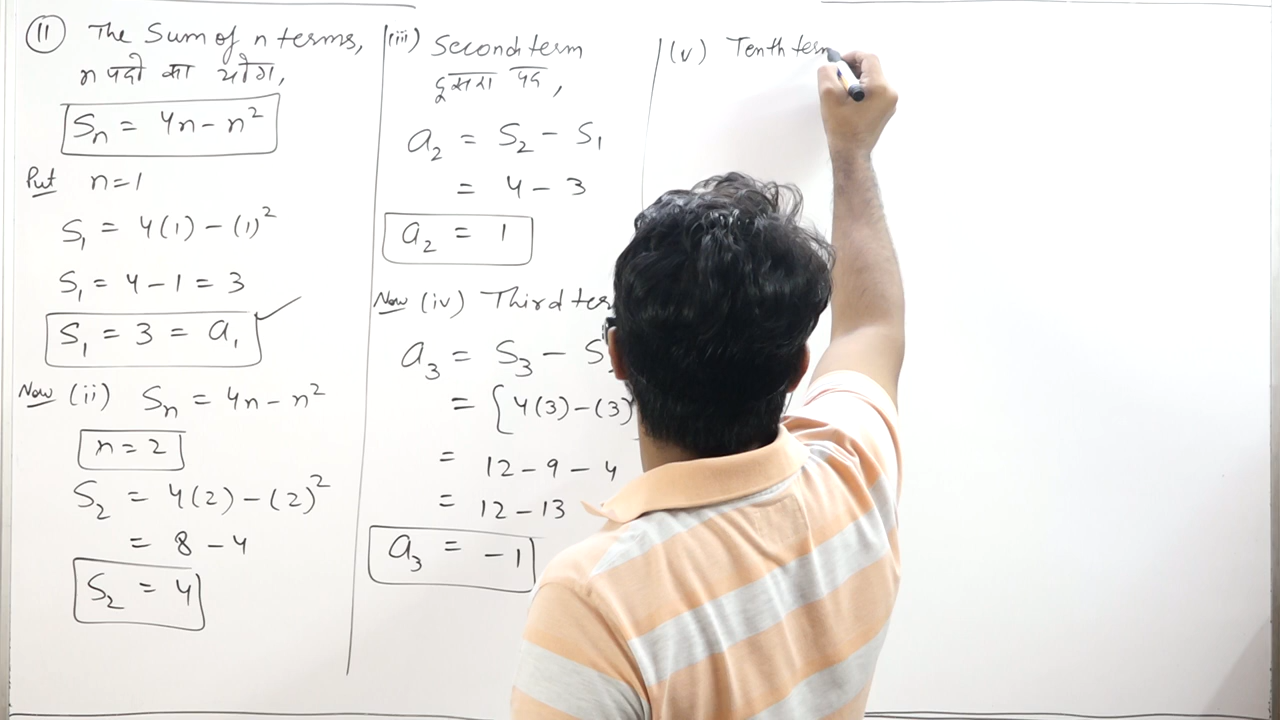 11 The Sum of n terms,
n पदो का योग,
Sn = 4n - n²
Put n=1
S₁ = 4(1) - (1)²
S₁ = 4 - 1 = 3
S₁ = 3 = a₁
Now (ii) Sn = 4n - n²
n = 2
S₂ = 4(2) - (2)²
= 8 - 4
S₂ = 4
(iii) Second term
दूसरा पद,
a₂ = S₂ - S₁
= 4 - 3
a₂ = 1
Now (iv) Third ter
a₃ = S₃ - S
= { 4(3) - (3)
= 12 - 9 - 4
= 12 - 13
a₃ = -1
(v) Tenth term